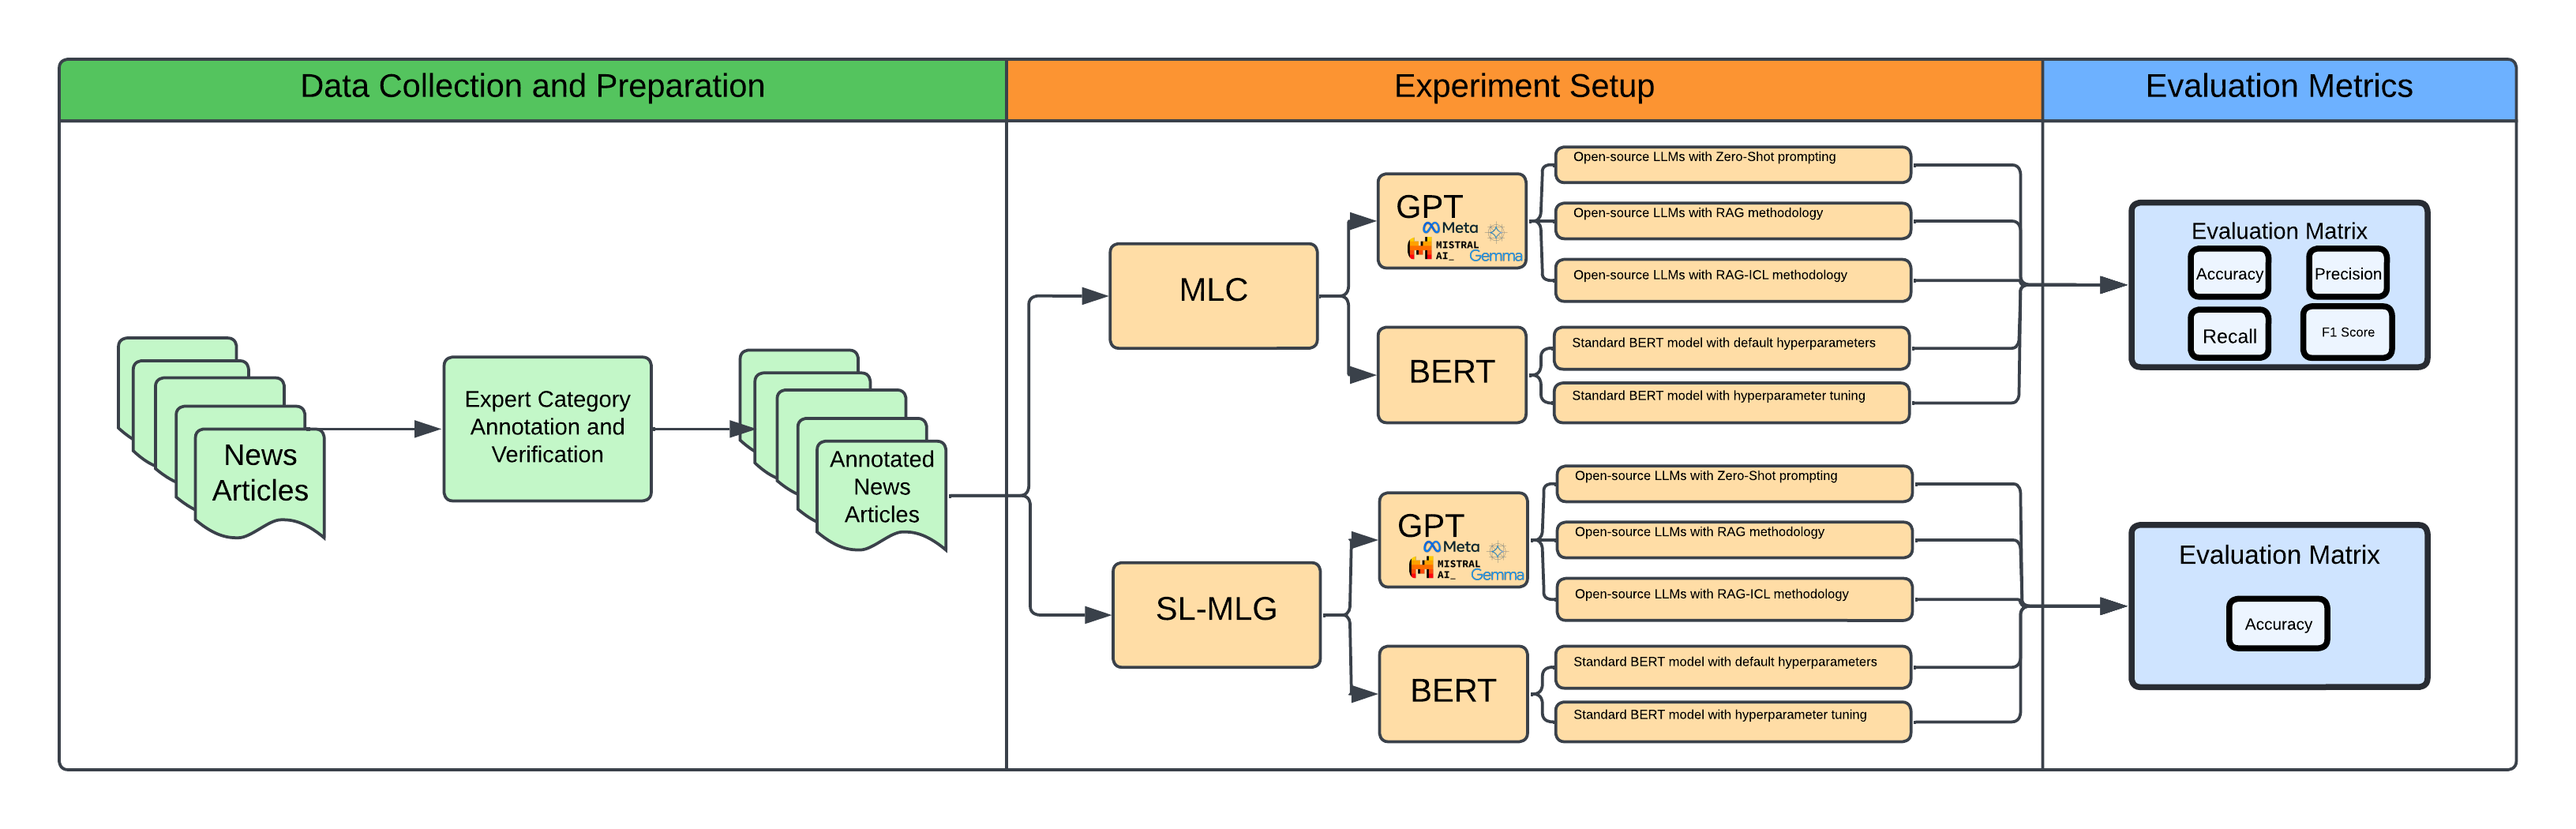 Data Collection and Preparation
Experiment Setup
Evaluation Metrics
News
Articles
Expert Category
Annotation and
Verification
Annotated
News
Articles
MLC
GPT
Meta
MISTRAL
AI_
Gemma
Open-source LLMs with Zero-Shot prompting
Open-source LLMs with RAG methodology
Open-source LLMs with RAG-ICL methodology
BERT
Standard BERT model with default hyperparameters
Standard BERT model with hyperparameter tuning
Evaluation Matrix
Accuracy
Precision
Recall
F1 Score
SL-MLG
GPT
Meta
MISTRAL
AI_
Gemma
Open-source LLMs with Zero-Shot prompting
Open-source LLMs with RAG methodology
Open-source LLMs with RAG-ICL methodology
BERT
Standard BERT model with default hyperparameters
Standard BERT model with hyperparameter tuning
Evaluation Matrix
Accuracy